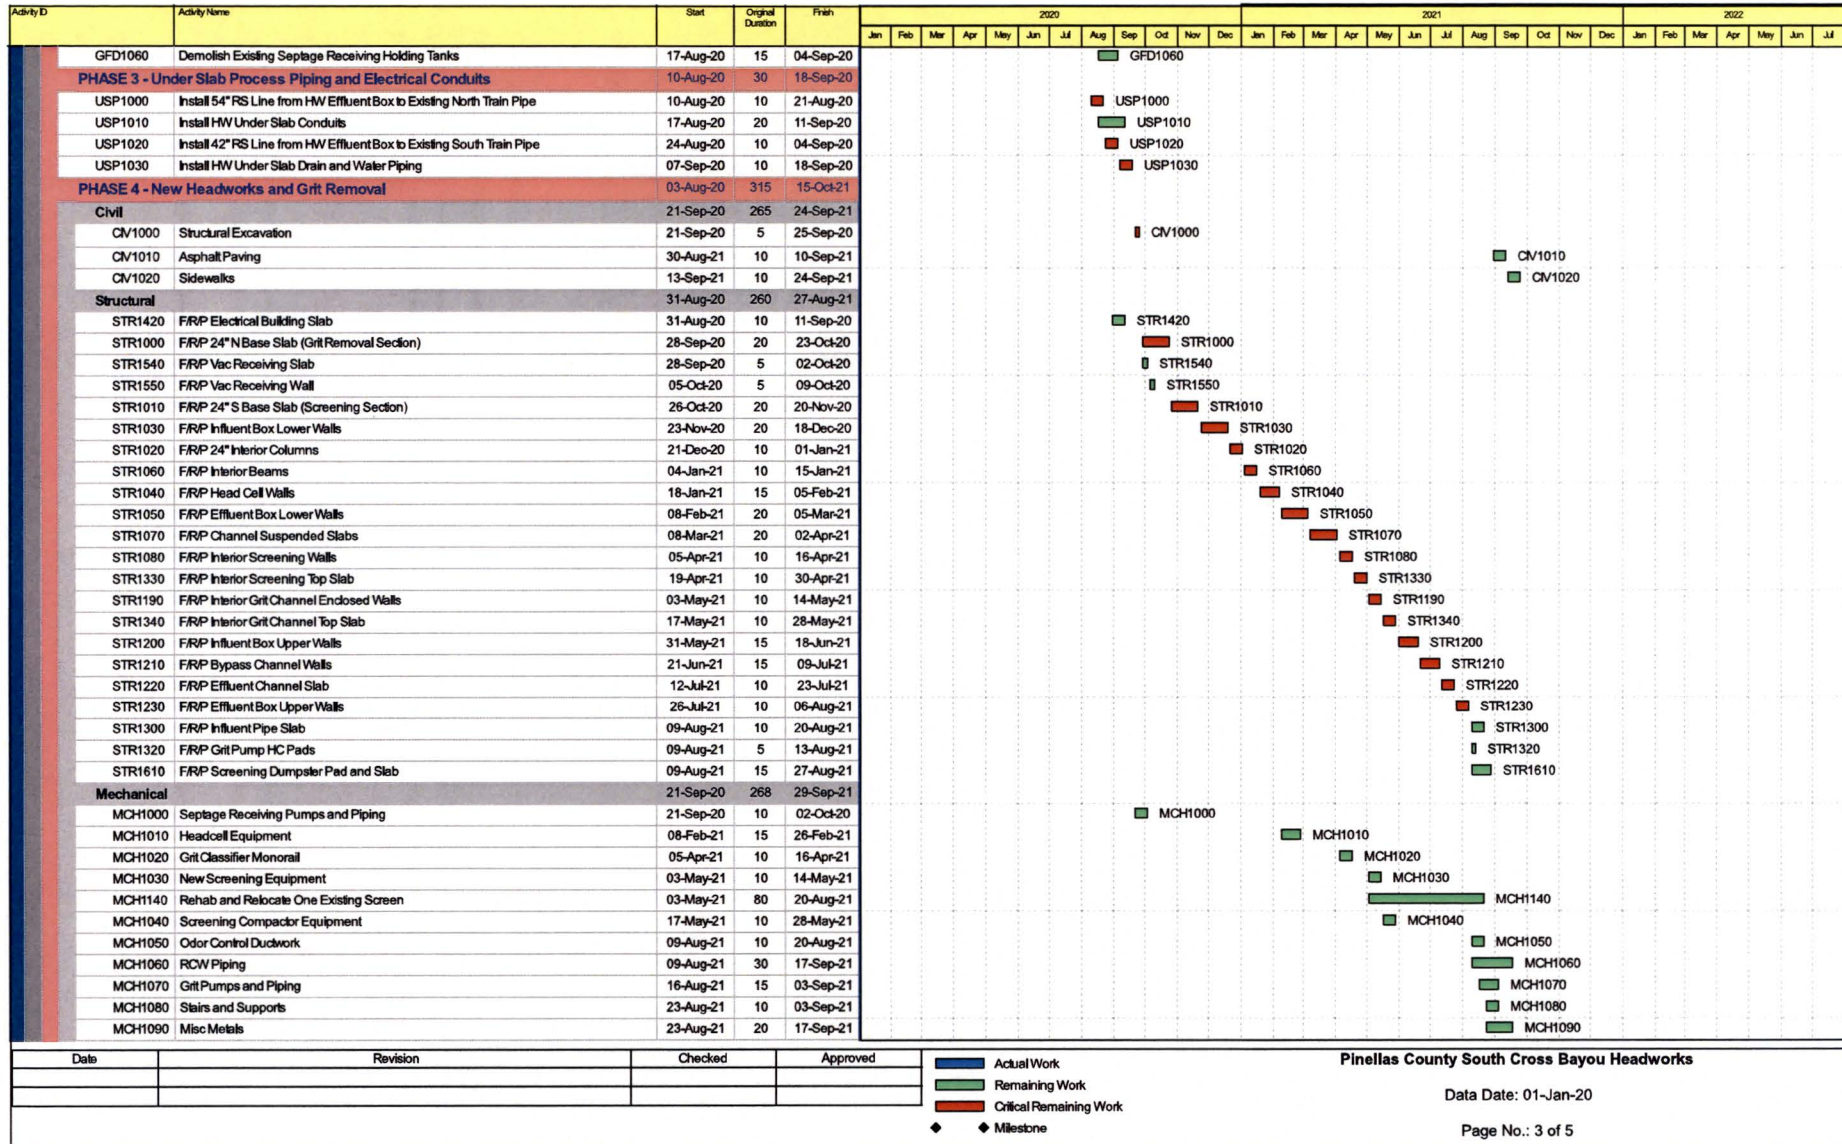 Activity ID Activity Name Start Original Duration Finish 2020 2021 2022
Jan Feb Mar Apr May Jun Jul Aug Sep Oct Nov Dec Jan Feb Mar Apr May Jun Jul Aug Sep Oct Nov Dec Jan Feb Mar Apr May Jun Jul
GFD1060 Demolish Existing Septage Receiving Holding Tanks 17-Aug-20 15 04-Sep-20 GFD1060
PHASE 3 - Under Slab Process Piping and Electrical Conduits 10-Aug-20 30 18-Sep-20
USP1000 Install 54" RS Line from HW Effluent Box to Existing North Train Pipe 10-Aug-20 10 21-Aug-20 USP1000
USP1010 Install HW Under Slab Conduits 17-Aug-20 20 11-Sep-20 USP1010
USP1020 Install 42" RS Line from HW Effluent Box to Existing South Train Pipe 24-Aug-20 10 04-Sep-20 USP1020
USP1030 Install HW Under Slab Drain and Water Piping 07-Sep-20 10 18-Sep-20 USP1030
PHASE 4 - New Headworks and Grit Removal 03-Aug-20 315 15-Oct-21
Civil 21-Sep-20 265 24-Sep-21
CIV1000 Structural Excavation 21-Sep-20 5 25-Sep-20 CIV1000
CIV1010 Asphalt Paving 30-Aug-21 10 10-Sep-21 CIV1010
CIV1020 Sidewalks 13-Sep-21 10 24-Sep-21 CIV1020
Structural 31-Aug-20 260 27-Aug-21
STR1420 F/R/P Electrical Building Slab 31-Aug-20 10 11-Sep-20 STR1420
STR1000 F/R/P 24" N Base Slab (Grit Removal Section) 28-Sep-20 20 23-Oct-20 STR1000
STR1540 F/R/P Vac Receiving Slab 28-Sep-20 5 02-Oct-20 STR1540
STR1550 F/R/P Vac Receiving Wall 05-Oct-20 5 09-Oct-20 STR1550
STR1010 F/R/P 24" S Base Slab (Screening Section) 26-Oct-20 20 20-Nov-20 STR1010
STR1030 F/R/P Influent Box Lower Walls 23-Nov-20 20 18-Dec-20 STR1030
STR1020 F/R/P 24" Interior Columns 21-Dec-20 10 01-Jan-21 STR1020
STR1060 F/R/P Interior Beams 04-Jan-21 10 15-Jan-21 STR1060
STR1040 F/R/P Head Cell Walls 18-Jan-21 15 05-Feb-21 STR1040
STR1050 F/R/P Effluent Box Lower Walls 08-Feb-21 20 05-Mar-21 STR1050
STR1070 F/R/P Channel Suspended Slabs 08-Mar-21 20 02-Apr-21 STR1070
STR1080 F/R/P Interior Screening Walls 05-Apr-21 10 16-Apr-21 STR1080
STR1330 F/R/P Interior Screening Top Slab 19-Apr-21 10 30-Apr-21 STR1330
STR1190 F/R/P Interior Grit Channel Enclosed Walls 03-May-21 10 14-May-21 STR1190
STR1340 F/R/P Interior Grit Channel Top Slab 17-May-21 10 28-May-21 STR1340
STR1200 F/R/P Influent Box Upper Walls 31-May-21 15 18-Jun-21 STR1200
STR1210 F/R/P Bypass Channel Walls 21-Jun-21 15 09-Jul-21 STR1210
STR1220 F/R/P Effluent Channel Slab 12-Jul-21 10 23-Jul-21 STR1220
STR1230 F/R/P Effluent Box Upper Walls 26-Jul-21 10 06-Aug-21 STR1230
STR1300 F/R/P Influent Pipe Slab 09-Aug-21 10 20-Aug-21 STR1300
STR1320 F/R/P Grit Pump HC Pads 09-Aug-21 5 13-Aug-21 STR1320
STR1610 F/R/P Screening Dumpster Pad and Slab 09-Aug-21 15 27-Aug-21 STR1610
Mechanical 21-Sep-20 268 29-Sep-21
MCH1000 Septage Receiving Pumps and Piping 21-Sep-20 10 02-Oct-20 MCH1000
MCH1010 Headcell Equipment 08-Feb-21 15 26-Feb-21 MCH1010
MCH1020 Grit Classifier Monorail 05-Apr-21 10 16-Apr-21 MCH1020
MCH1030 New Screening Equipment 03-May-21 10 14-May-21 MCH1030
MCH1140 Rehab and Relocate One Existing Screen 03-May-21 80 20-Aug-21 MCH1140
MCH1040 Screening Compactor Equipment 17-May-21 10 28-May-21 MCH1040
MCH1050 Odor Control Ductwork 09-Aug-21 10 20-Aug-21 MCH1050
MCH1060 RCW Piping 09-Aug-21 30 17-Sep-21 MCH1060
MCH1070 Grit Pumps and Piping 16-Aug-21 15 03-Sep-21 MCH1070
MCH1080 Stairs and Supports 23-Aug-21 10 03-Sep-21 MCH1080
MCH1090 Misc Metals 23-Aug-21 20 17-Sep-21 MCH1090
Date Revision Checked Approved
Actual Work
Remaining Work
Critical Remaining Work
Milestone
Pinellas County South Cross Bayou Headworks
Data Date: 01-Jan-20
Page No.: 3 of 5